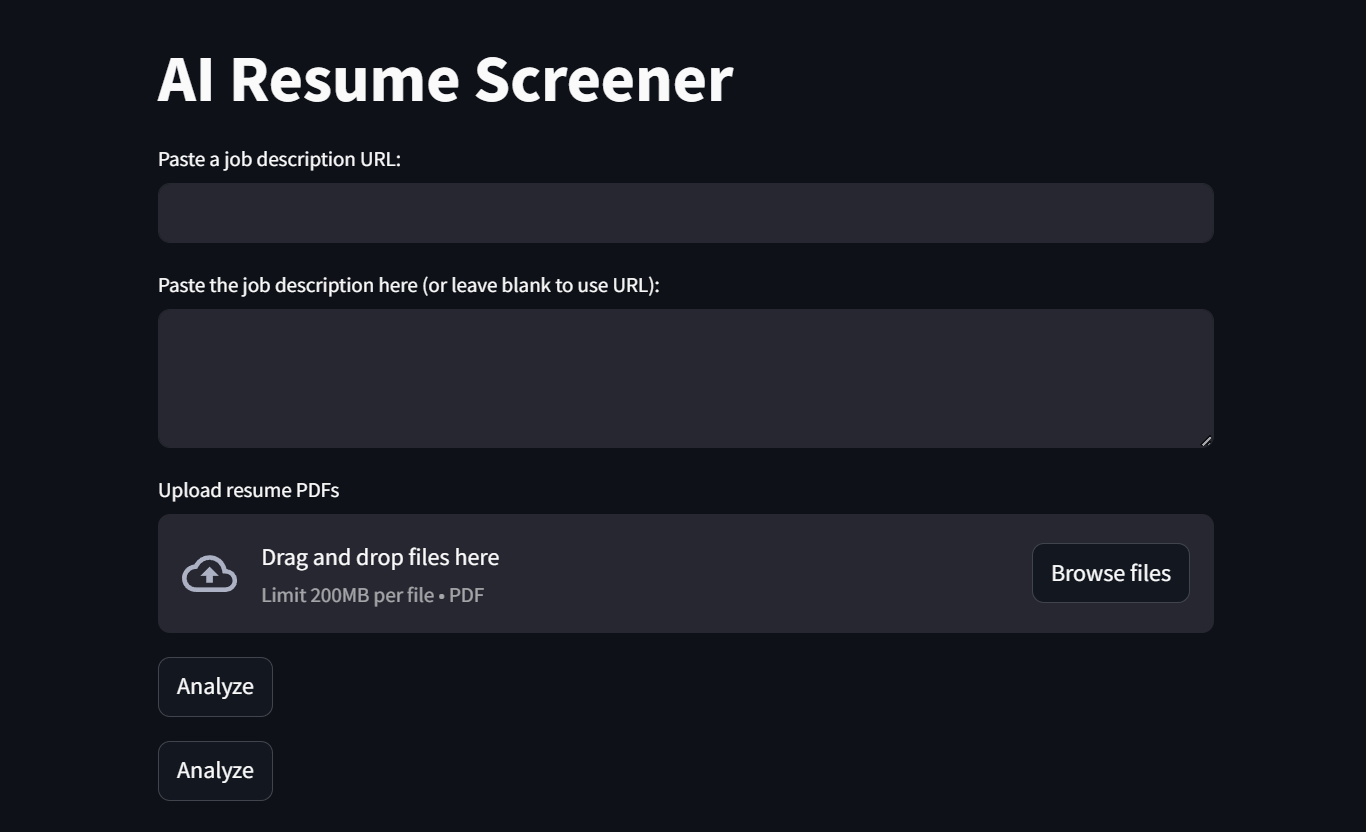 AI Resume Screener
Paste a job description URL:
Paste the job description here (or leave blank to use URL):
Upload resume PDFs
Drag and drop files here
Limit 200MB per file • PDF
Browse files
Analyze
Analyze